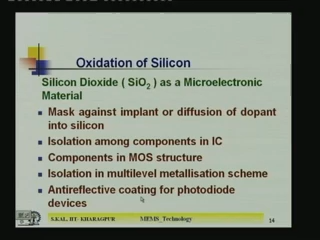 Oxidation of Silicon
Silicon Dioxide ( SiO2 ) as a Microelectronic
Material
Mask against implant or diffusion of dopant
into silicon
Isolation among components in IC
Components in MOS structure
Isolation in multilevel metallisation scheme
Antireflective coating for photodiode
devices
S.KAL, IIT- KHARAGPUR
MEMS_Technology
14